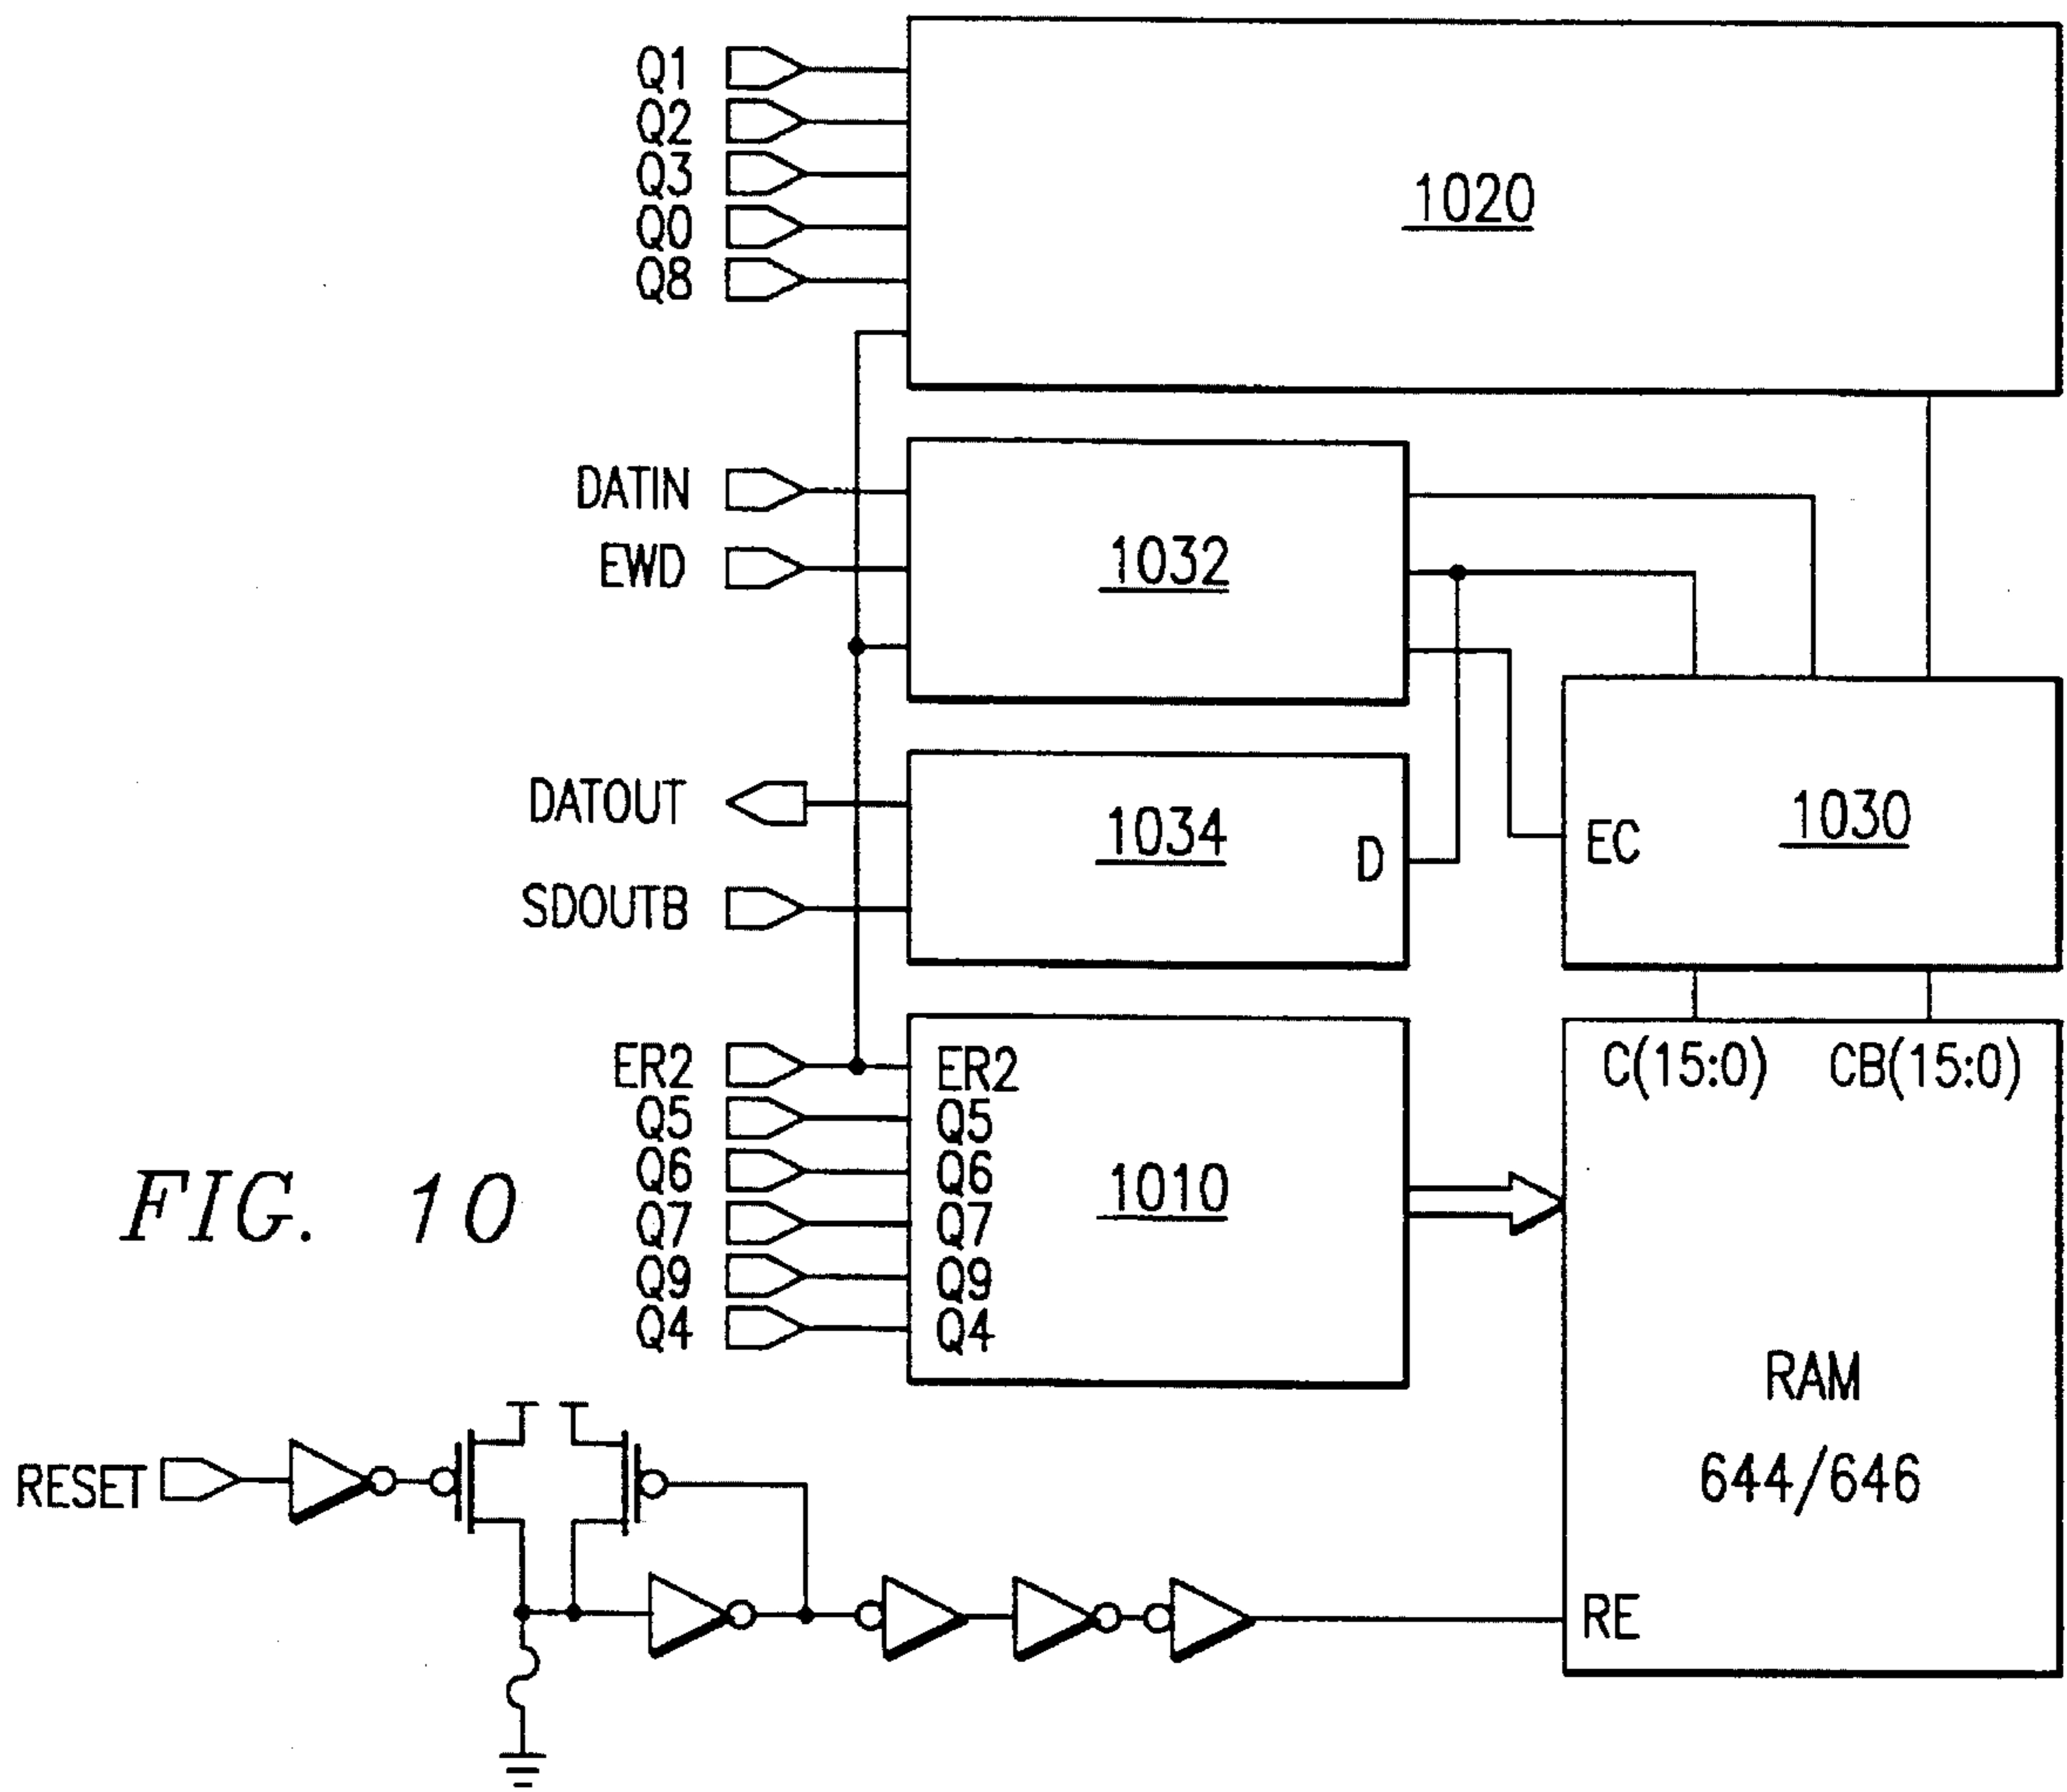 Q1
Q2
Q3
Q0
Q8
1020
DATIN
EWD
1032
DATOUT
SDOUTB
1034
D
EC
1030
ER2
Q5
Q6
Q7
Q9
Q4
ER2
Q5
Q6
Q7
Q9
Q4
1010
C(15:0) CB(15:0)
RAM
644/646
RE
FIG. 10
RESET